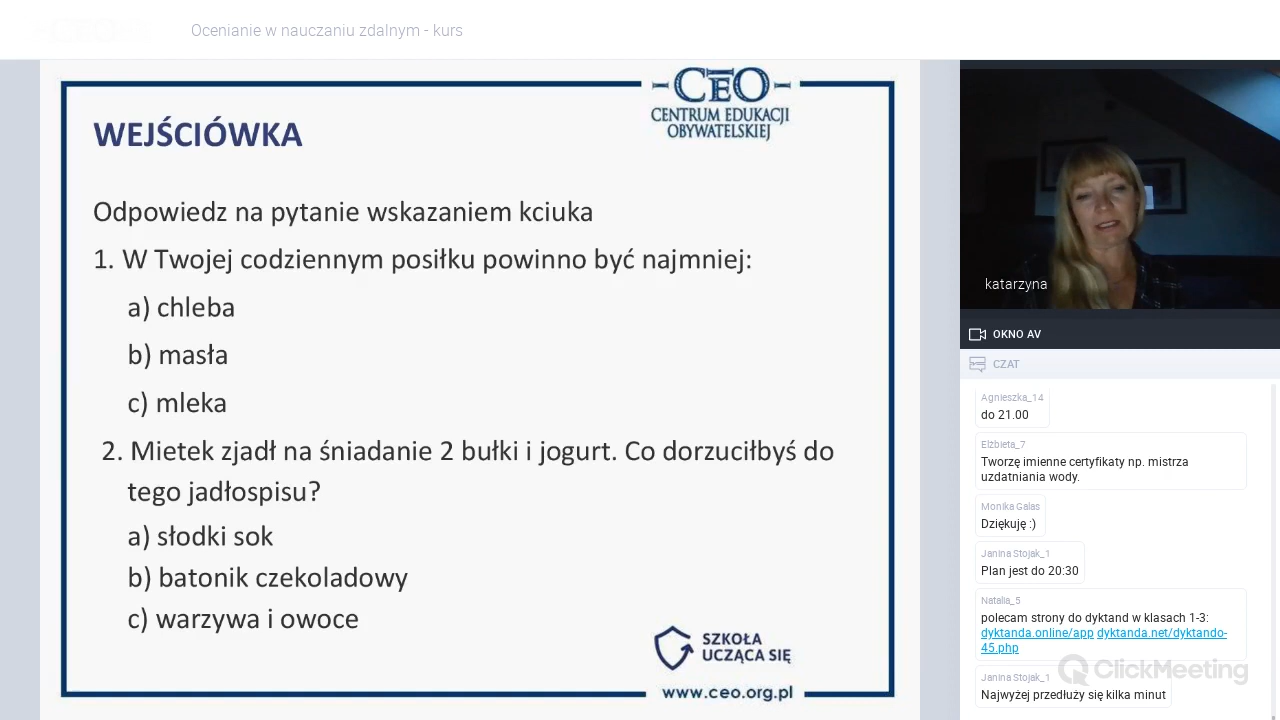 Ocenianie w nauczaniu zdalnym - kurs
CEO
CENTRUM EDUKACJI
OBYWATELSKIEJ
WEJŚCIÓWKA
Odpowiedz na pytanie wskazaniem kciuka
1. W Twojej codziennym posiłku powinno być najmniej:
a) chleba
b) masła
c) mleka
2. Mietek zjadł na śniadanie 2 bułki i jogurt. Co dorzuciłbyś do
tego jadłospisu?
a) słodki sok
b) batonik czekoladowy
c) warzywa i owoce
SZKOŁA
UCZĄCA SIĘ
www.ceo.org.pl
katarzyna
OKNO AV
CZAT
Agnieszka_14
do 21.00
Elżbieta_7
Tworzę imienne certyfikaty np. mistrza
uzdatniania wody.
Monika Galas
Dziękuję :)
Janina Stojak_1
Plan jest do 20:30
Natalia_5
polecam strony do dyktand w klasach 1-3:
dyktanda.online/app dyktanda.net/dyktando-
45.php
Janina Stojak_1
Najwyżej przedłuży się kilka minut
ClickMeeting